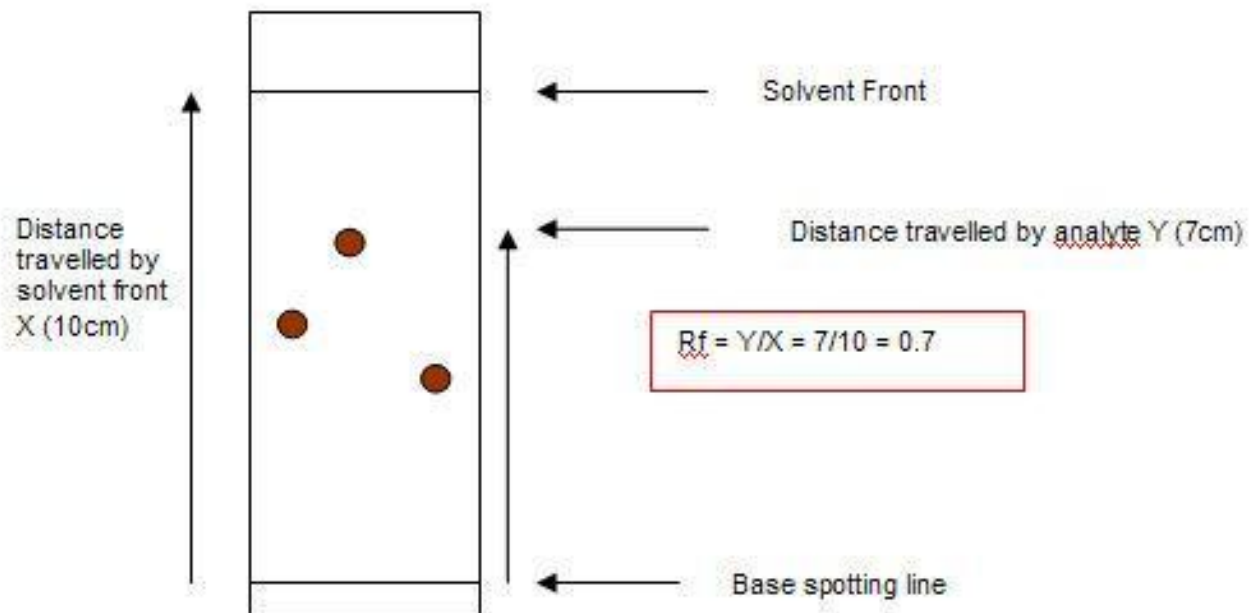 Solvent Front
Distance
travelled by
solvent front
X (10cm)
Distance travelled by analyte Y (7cm)
Rf = Y/X = 7/10 = 0.7
Base spotting line